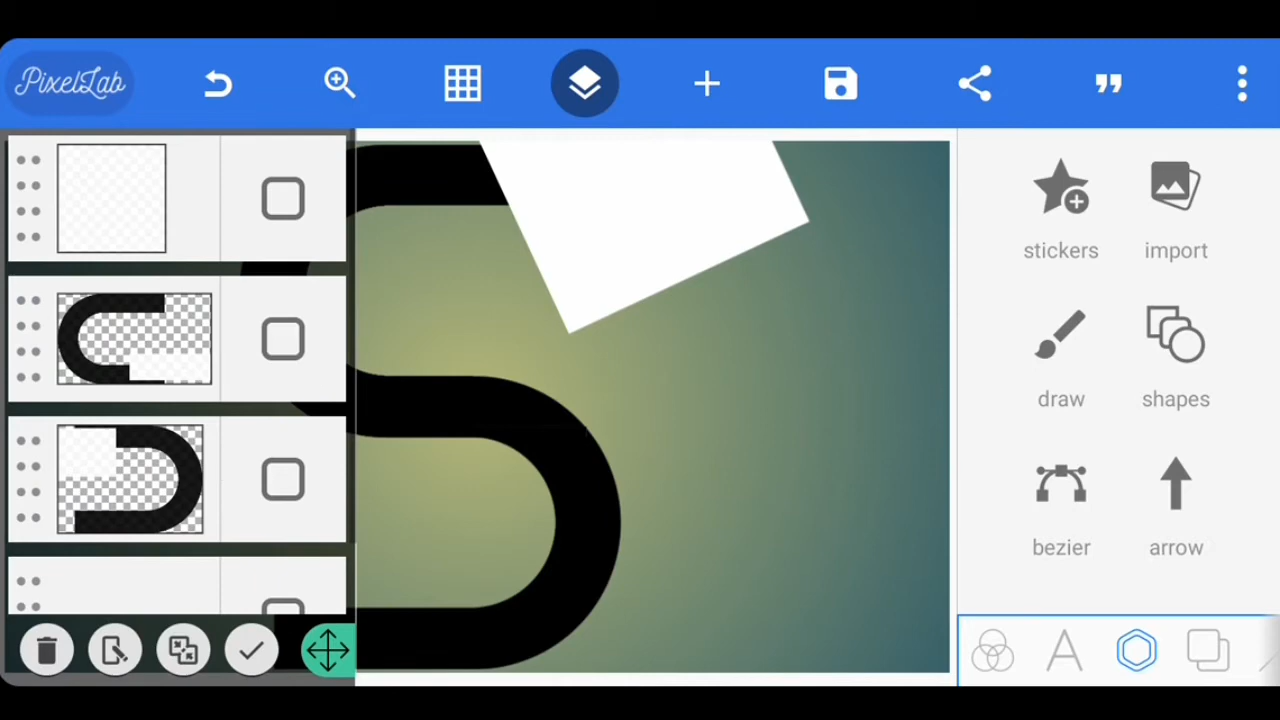 PixelLab
stickers
import
draw
shapes
bezier
arrow